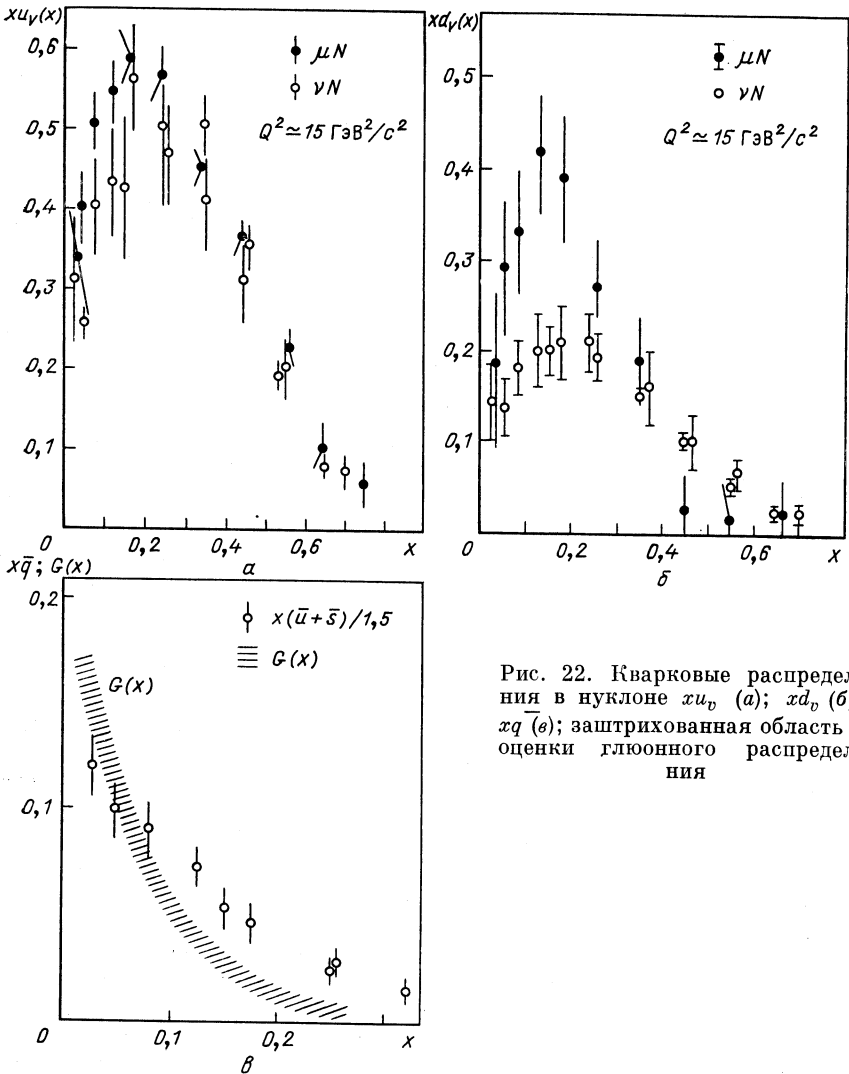 xu_v(x)
0,6
0,5
0,4
0,3
0,2
0,1
0
0,2
0,4
0,6
x
μN
νN
Q² ≃ 15 ГэВ²/с²
а
xd_v(x)
0,5
0,4
0,3
0,2
0,1
0
0,2
0,4
0,6
x
μN
νN
Q² ≃ 15 ГэВ²/с²
б
xq̅; G(x)
0,2
0,1
0
0,1
0,2
x
x(u̅+s̅)/1,5
G(x)
G(x)
в
Рис. 22. Кварковые распредел
ния в нуклоне xu_v (а); xd_v (б
xq̅ (в); заштрихованная область
оценки глюонного распредел
ния